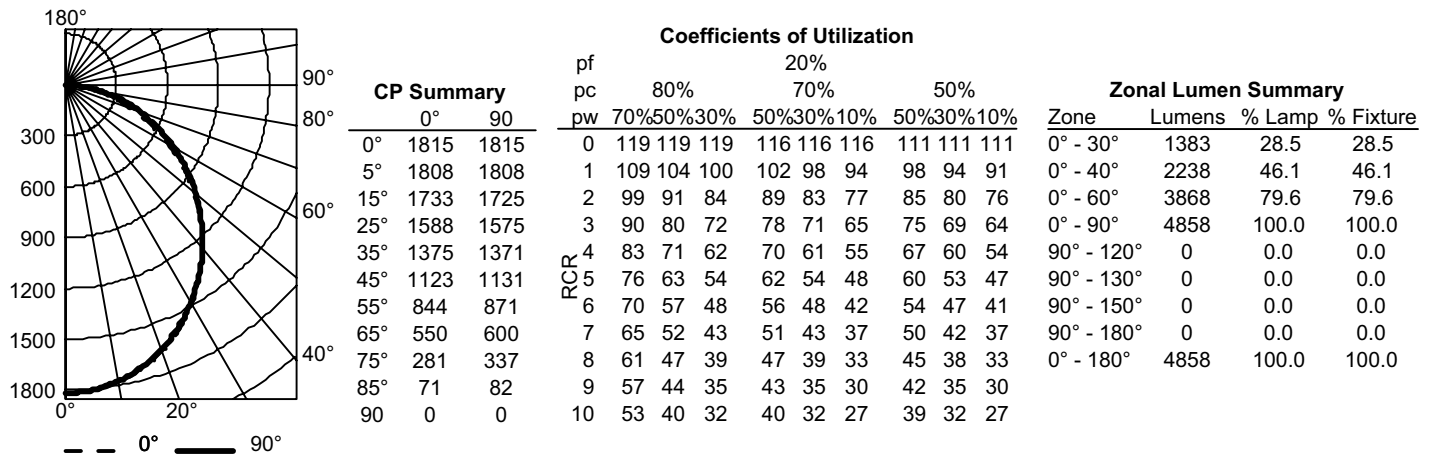 180°
90°
80°
60°
40°
300
600
900
1200
1500
1800
0° 20°
0° 90°
CP Summary
0° 90
0° 1815 1815
5° 1808 1808
15° 1733 1725
25° 1588 1575
35° 1375 1371
45° 1123 1131
55° 844 871
65° 550 600
75° 281 337
85° 71 82
90 0 0
Coefficients of Utilization
pf 20%
pc 80% 70% 50%
pw 70%50%30% 50%30%10% 50%30%10%
RCR
0 119 119 119 116 116 116 111 111 111
1 109 104 100 102 98 94 98 94 91
2 99 91 84 89 83 77 85 80 76
3 90 80 72 78 71 65 75 69 64
4 83 71 62 70 61 55 67 60 54
5 76 63 54 62 54 48 60 53 47
6 70 57 48 56 48 42 54 47 41
7 65 52 43 51 43 37 50 42 37
8 61 47 39 47 39 33 45 38 33
9 57 44 35 43 35 30 42 35 30
10 53 40 32 40 32 27 39 32 27
Zonal Lumen Summary
Zone Lumens % Lamp % Fixture
0° - 30° 1383 28.5 28.5
0° - 40° 2238 46.1 46.1
0° - 60° 3868 79.6 79.6
0° - 90° 4858 100.0 100.0
90° - 120° 0 0.0 0.0
90° - 130° 0 0.0 0.0
90° - 150° 0 0.0 0.0
90° - 180° 0 0.0 0.0
0° - 180° 4858 100.0 100.0